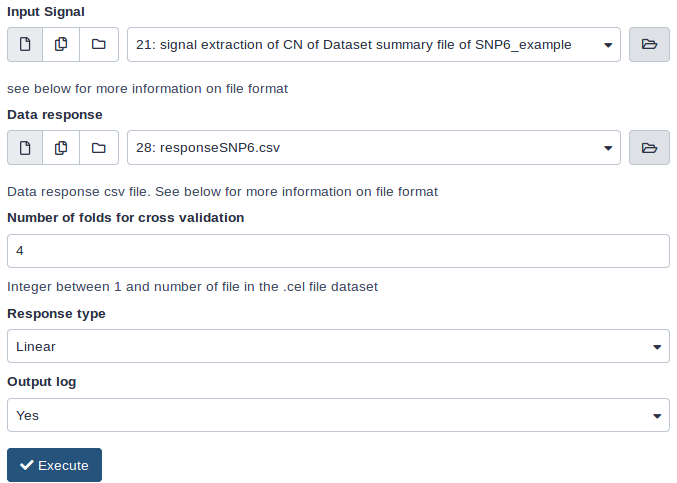 Input Signal
21: signal extraction of CN of Dataset summary file of SNP6_example
see below for more information on file format
Data response
28: responseSNP6.csv
Data response csv file. See below for more information on file format
Number of folds for cross validation
4
Integer between 1 and number of file in the .cel file dataset
Response type
Linear
Output log
Yes
Execute